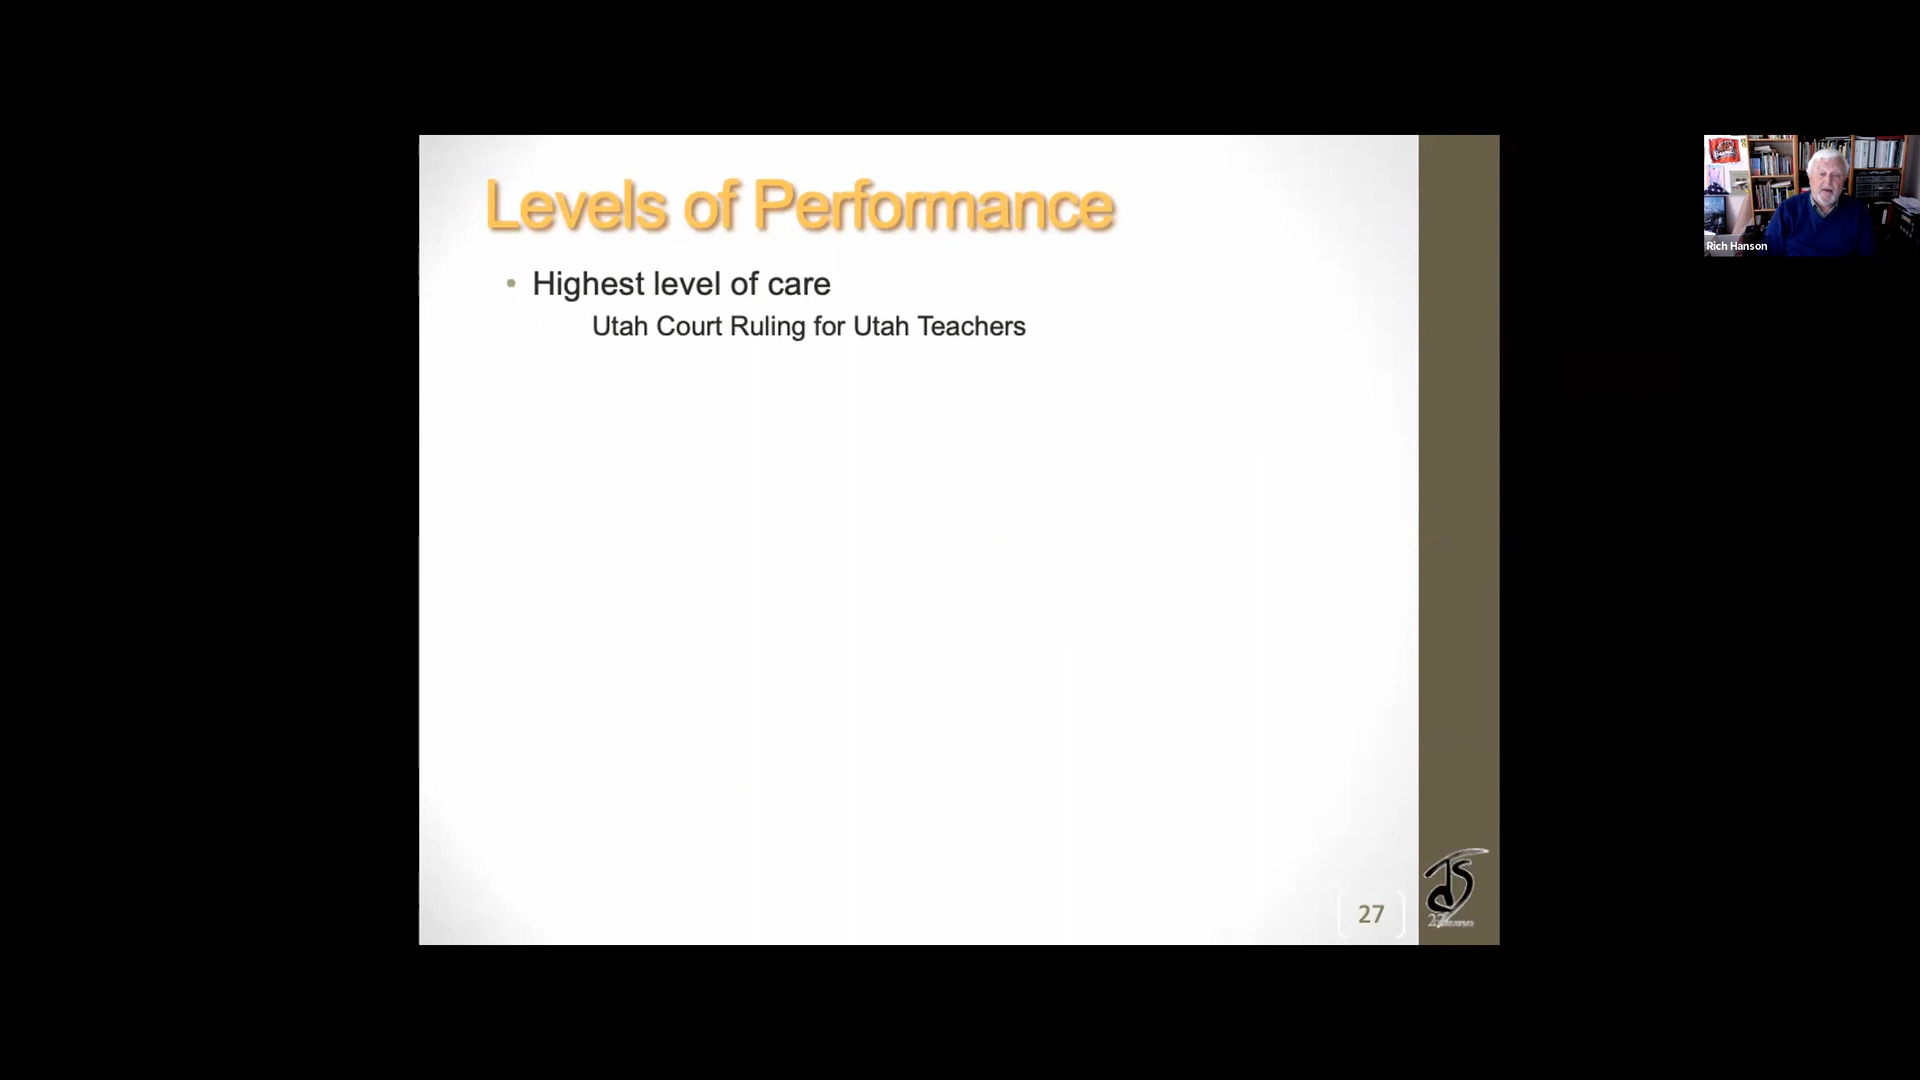 Levels of Performance
• Highest level of care
Utah Court Ruling for Utah Teachers
27
Rich Hanson